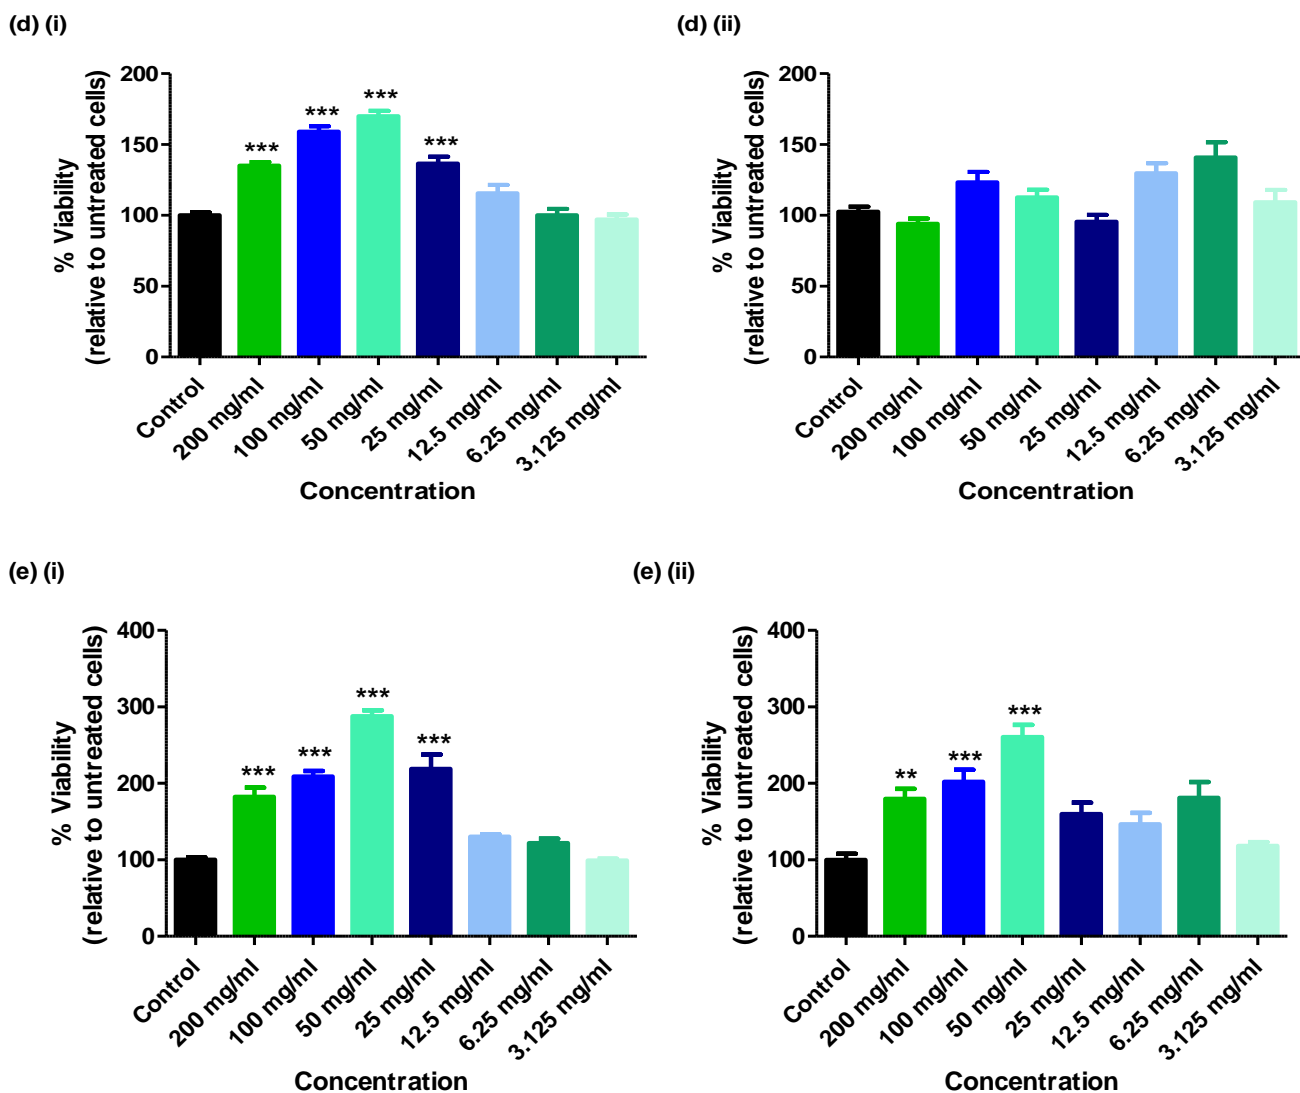 (d) (i)
% Viability
(relative to untreated cells)
200
150
100
50
0
***
***
***
***
Control
200 mg/ml
100 mg/ml
50 mg/ml
25 mg/ml
12.5 mg/ml
6.25 mg/ml
3.125 mg/ml
Concentration
(d) (ii)
% Viability
(relative to untreated cells)
200
150
100
50
0
Control
200 mg/ml
100 mg/ml
50 mg/ml
25 mg/ml
12.5 mg/ml
6.25 mg/ml
3.125 mg/ml
Concentration
(e) (i)
% Viability
(relative to untreated cells)
400
300
200
100
0
***
***
***
***
Control
200 mg/ml
100 mg/ml
50 mg/ml
25 mg/ml
12.5 mg/ml
6.25 mg/ml
3.125 mg/ml
Concentration
(e) (ii)
% Viability
(relative to untreated cells)
400
300
200
100
0
**
***
***
Control
200 mg/ml
100 mg/ml
50 mg/ml
25 mg/ml
12.5 mg/ml
6.25 mg/ml
3.125 mg/ml
Concentration